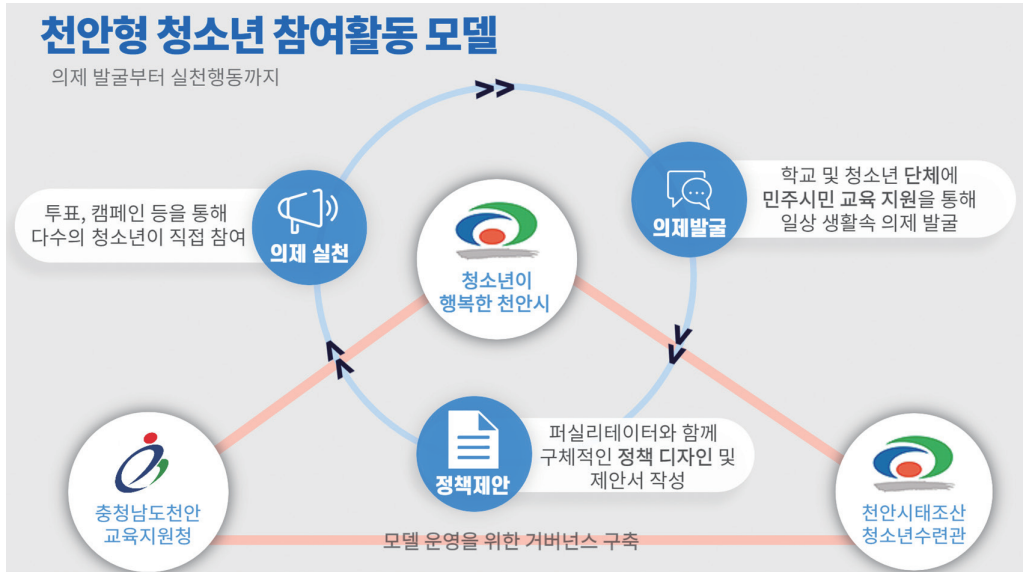 천안형 청소년 참여활동 모델
의제 발굴부터 실천행동까지
>>
투표, 캠페인 등을 통해
다수의 청소년이 직접 참여
의제 실천
의제발굴
학교 및 청소년 단체에
민주시민 교육 지원을 통해
일상 생활속 의제 발굴
청소년이
행복한 천안시
정책제안
퍼실리테이터와 함께
구체적인 정책 디자인 및
제안서 작성
충청남도천안
교육지원청
천안시태조산
청소년수련관
모델 운영을 위한 거버넌스 구축